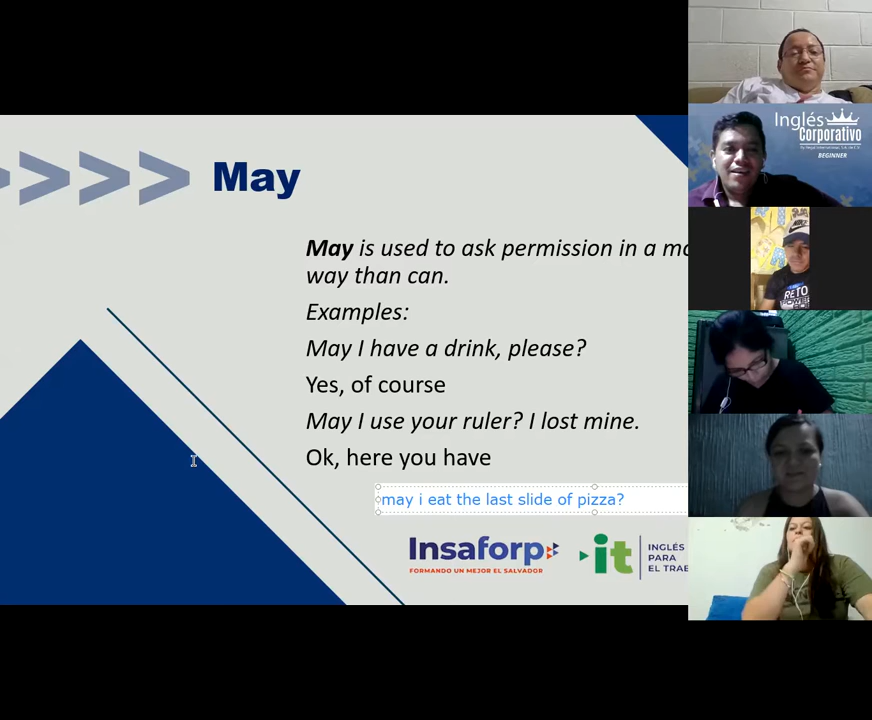 May
May is used to ask permission in a
way than can.
Examples:
May I have a drink, please?
Yes, of course
May I use your ruler? I lost mine.
Ok, here you have
may i eat the last slide of pizza?
Insaforp
FORMANDO UN MEJOR EL SALVADOR
it
INGLÉS
PARA
EL
Inglés
Corporativo
BEGINNER
NIKE
RETO